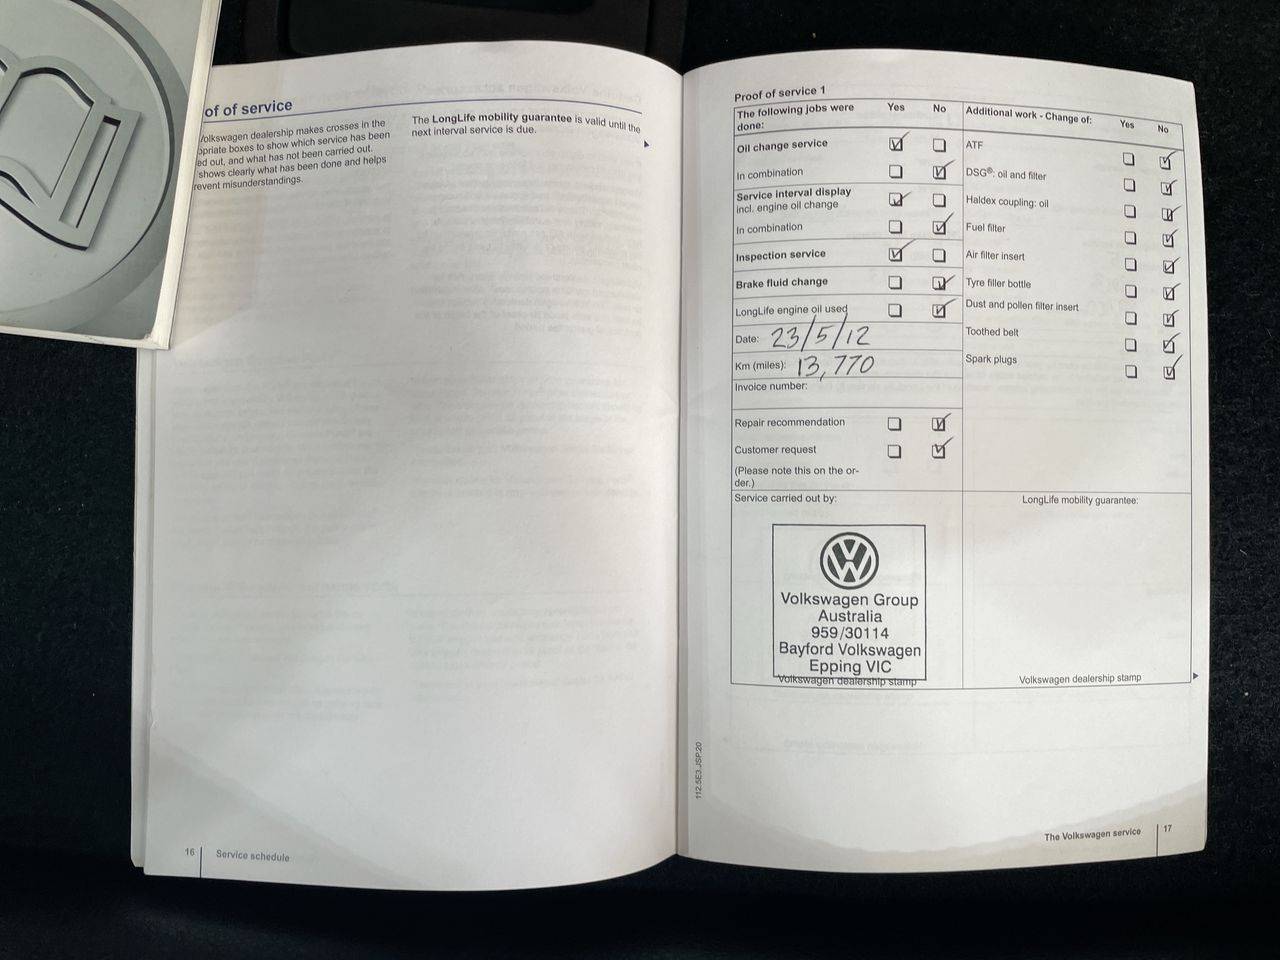 of of service
Volkswagen dealership makes crosses in the
opriate boxes to show which service has been
ed out, and what has not been carried out.
shows clearly what has been done and helps
revent misunderstandings.
The LongLife mobility guarantee is valid until the
next interval service is due.
16 Service schedule
Proof of service 1
The following jobs were
done:
Yes No
Oil change service
In combination
Service interval display
incl. engine oil change
In combination
Inspection service
Brake fluid change
LongLife engine oil used
Date: 23/5/12
Km (miles): 13,770
Invoice number:
Repair recommendation
Customer request
(Please note this on the or-
der.)
Additional work - Change of: Yes No
ATF
DSG®: oil and filter
Haldex coupling: oil
Fuel filter
Air filter insert
Tyre filler bottle
Dust and pollen filter insert
Toothed belt
Spark plugs
Service carried out by:
Volkswagen Group
Australia
959/30114
Bayford Volkswagen
Epping VIC
Volkswagen dealership stamp
LongLife mobility guarantee:
Volkswagen dealership stamp
112.5E3.JSP.20
The Volkswagen service 17